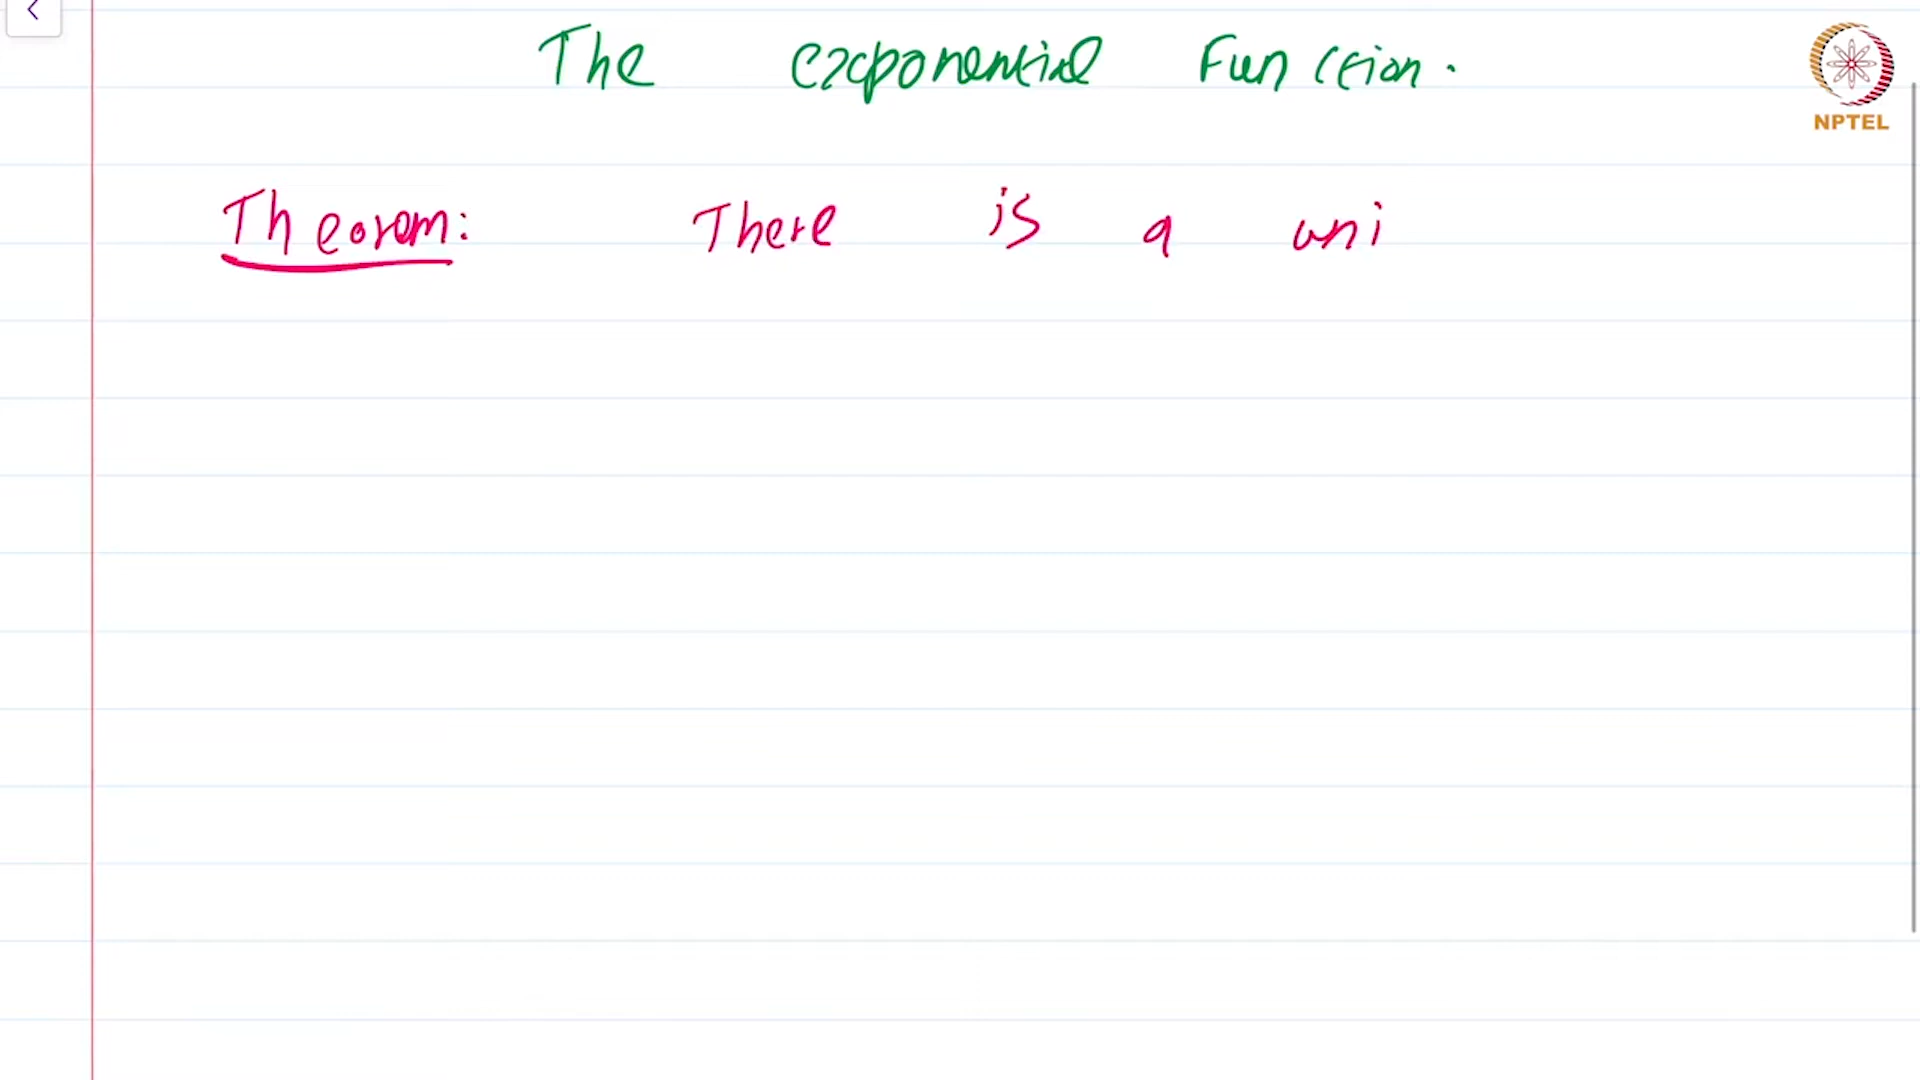 The exponential Function.
NPTEL
Theorem: There is a uni